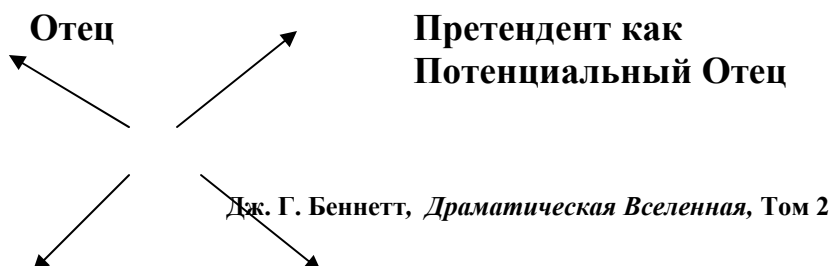 Отец
Претендент как
Потенциальный Отец
Дж. Г. Беннетт, Драматическая Вселенная, Том 2